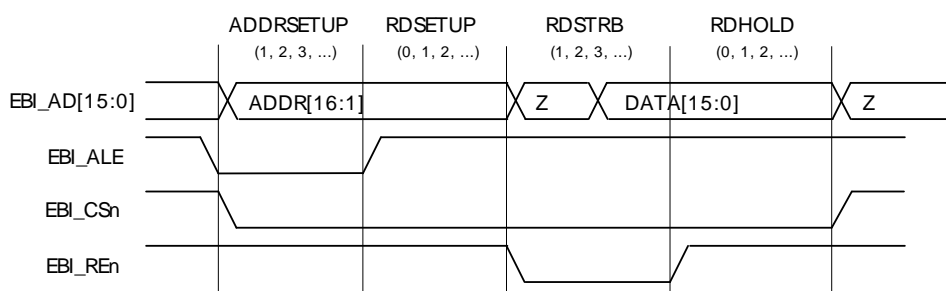 ADDRSETUP RDSETUP RDSTRB RDHOLD
(1, 2, 3, ...) (0, 1, 2, ...) (1, 2, 3, ...) (0, 1, 2, ...)
EBI_AD[15:0] ADDR[16:1] Z DATA[15:0] Z
EBI_ALE
EBI_CSn
EBI_REn